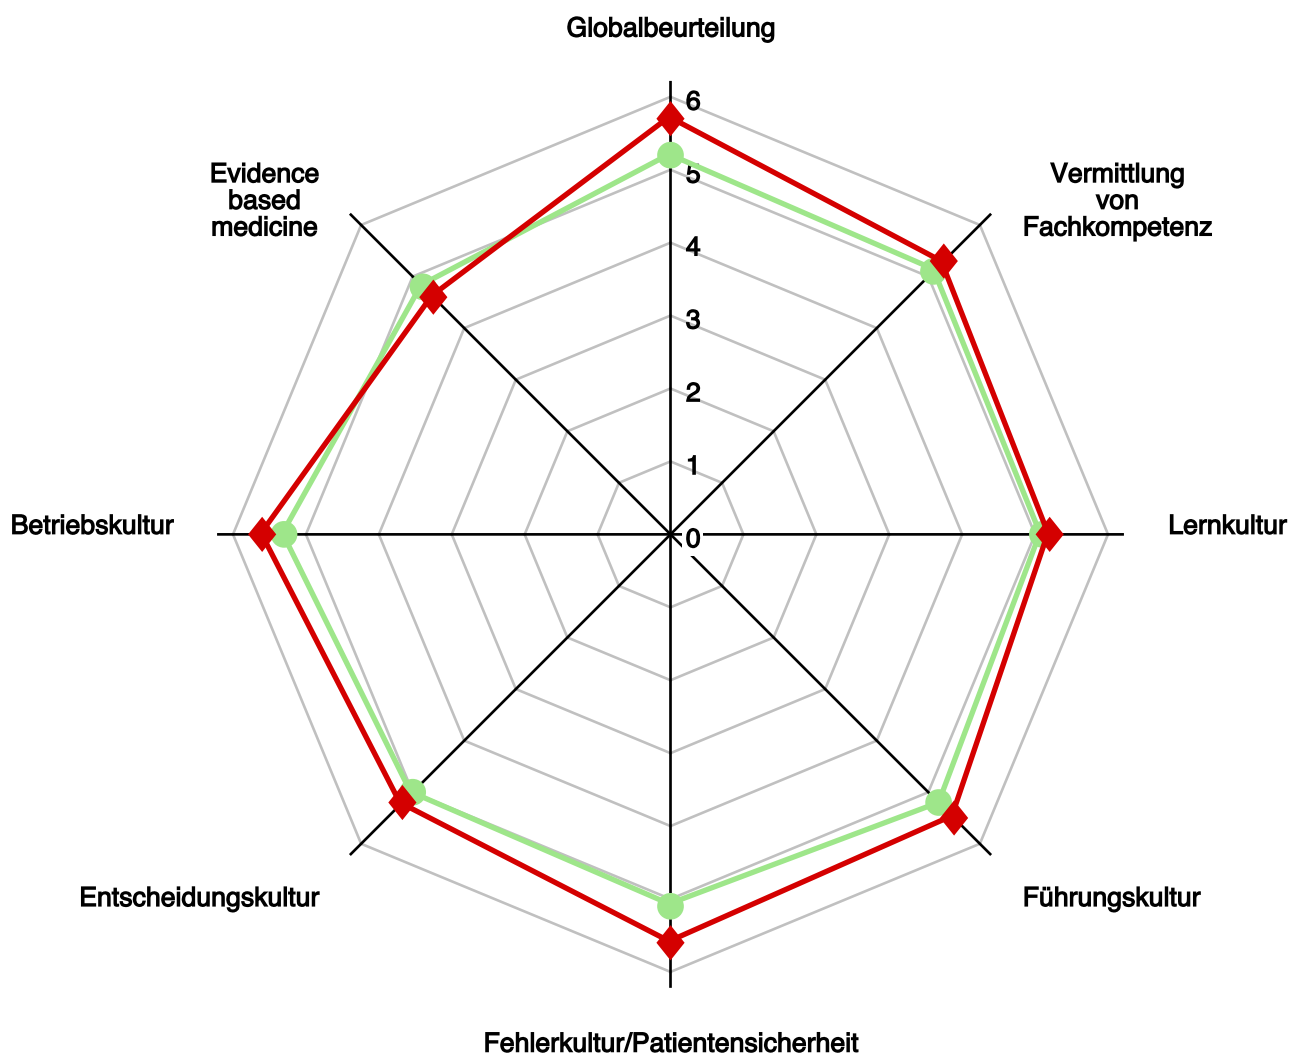 Globalbeurteilung
6
Evidence
based
medicine
Vermittlung
von
Fachkompetenz
5
4
3
2
1
0
Betriebskultur
Lernkultur
Entscheidungskultur
Führungskultur
Fehlerkultur/Patientensicherheit